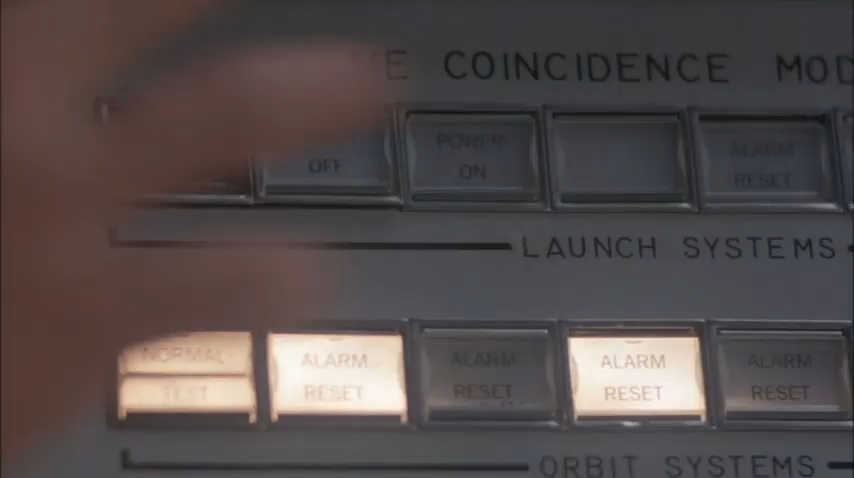 E COINCIDENCE MOD
OFF
POWER
ON
ALARM
RESET
LAUNCH SYSTEMS
NORMAL
TEST
ALARM
RESET
ALARM
RESET
ALARM
RESET
ALARM
RESET
ORBIT SYSTEMS